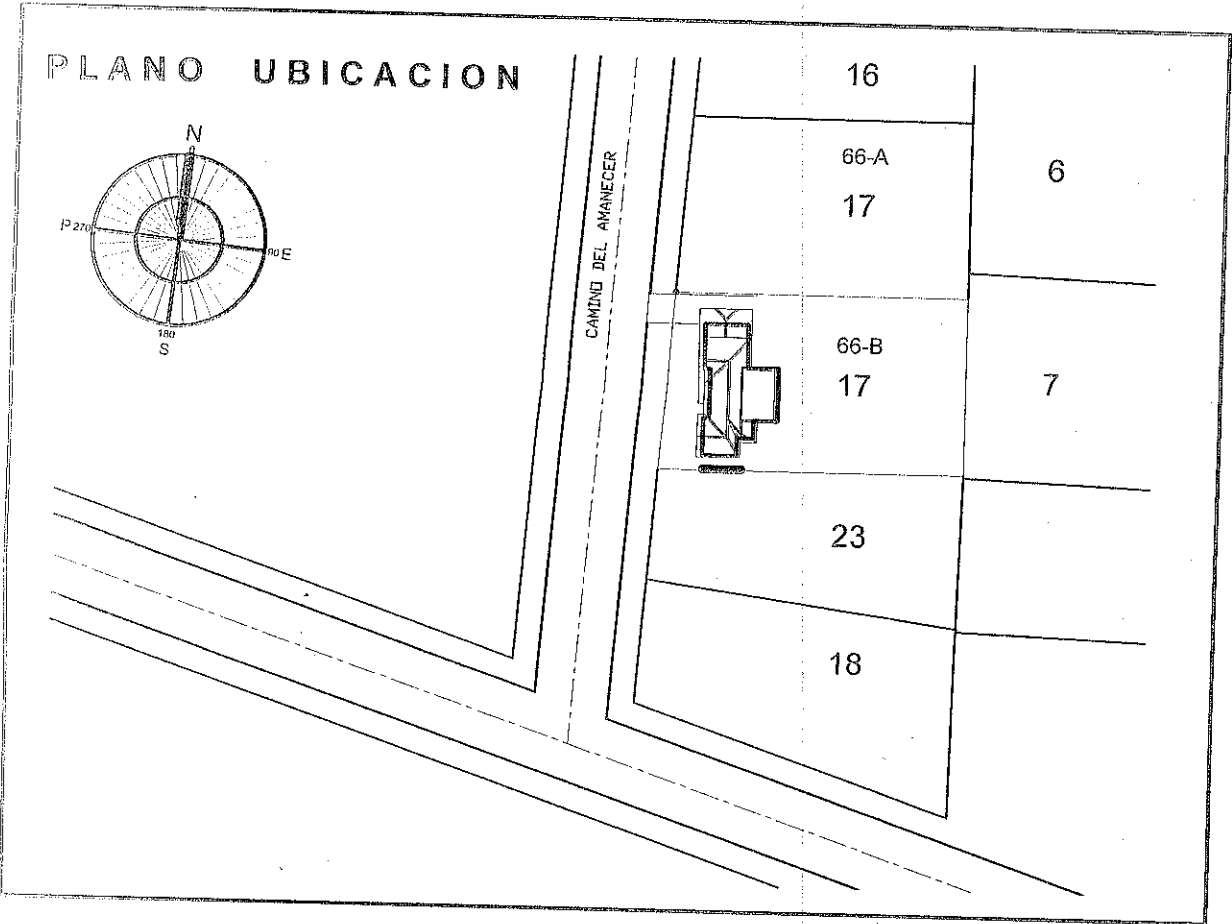 PLANO UBICACION
N
P 270
90 E
180
S
CAMINO DEL AMANECER
16
66-A
17
6
66-B
17
7
23
18